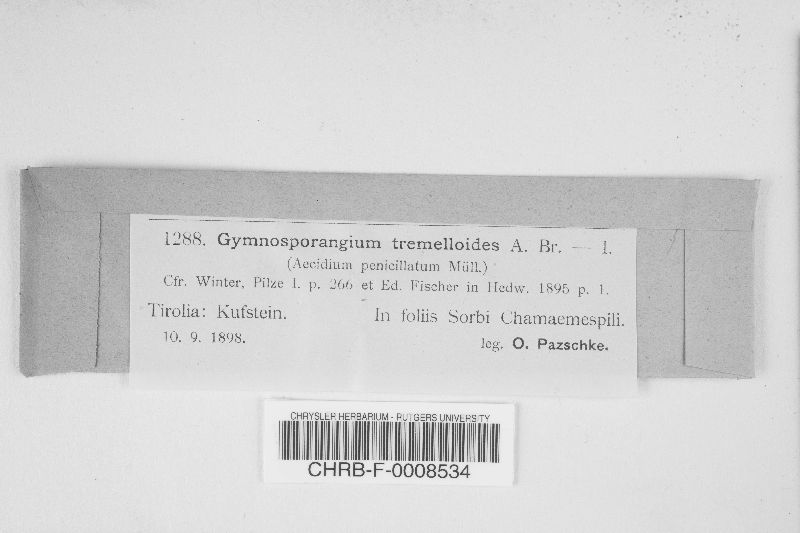 1288. Gymnosporangium tremelloides A. Br. — I.
(Aecidium penicillatum Müll.)
Cfr. Winter, Pilze I. p. 266 et Ed. Fischer in Hedw. 1895 p. 1.
Tirolia: Kufstein. In foliis Sorbi Chamaemespili.
10. 9. 1898. leg. O. Pazschke.
CHRYSLER HERBARIUM - RUTGERS UNIVERSITY
CHRB-F-0008534